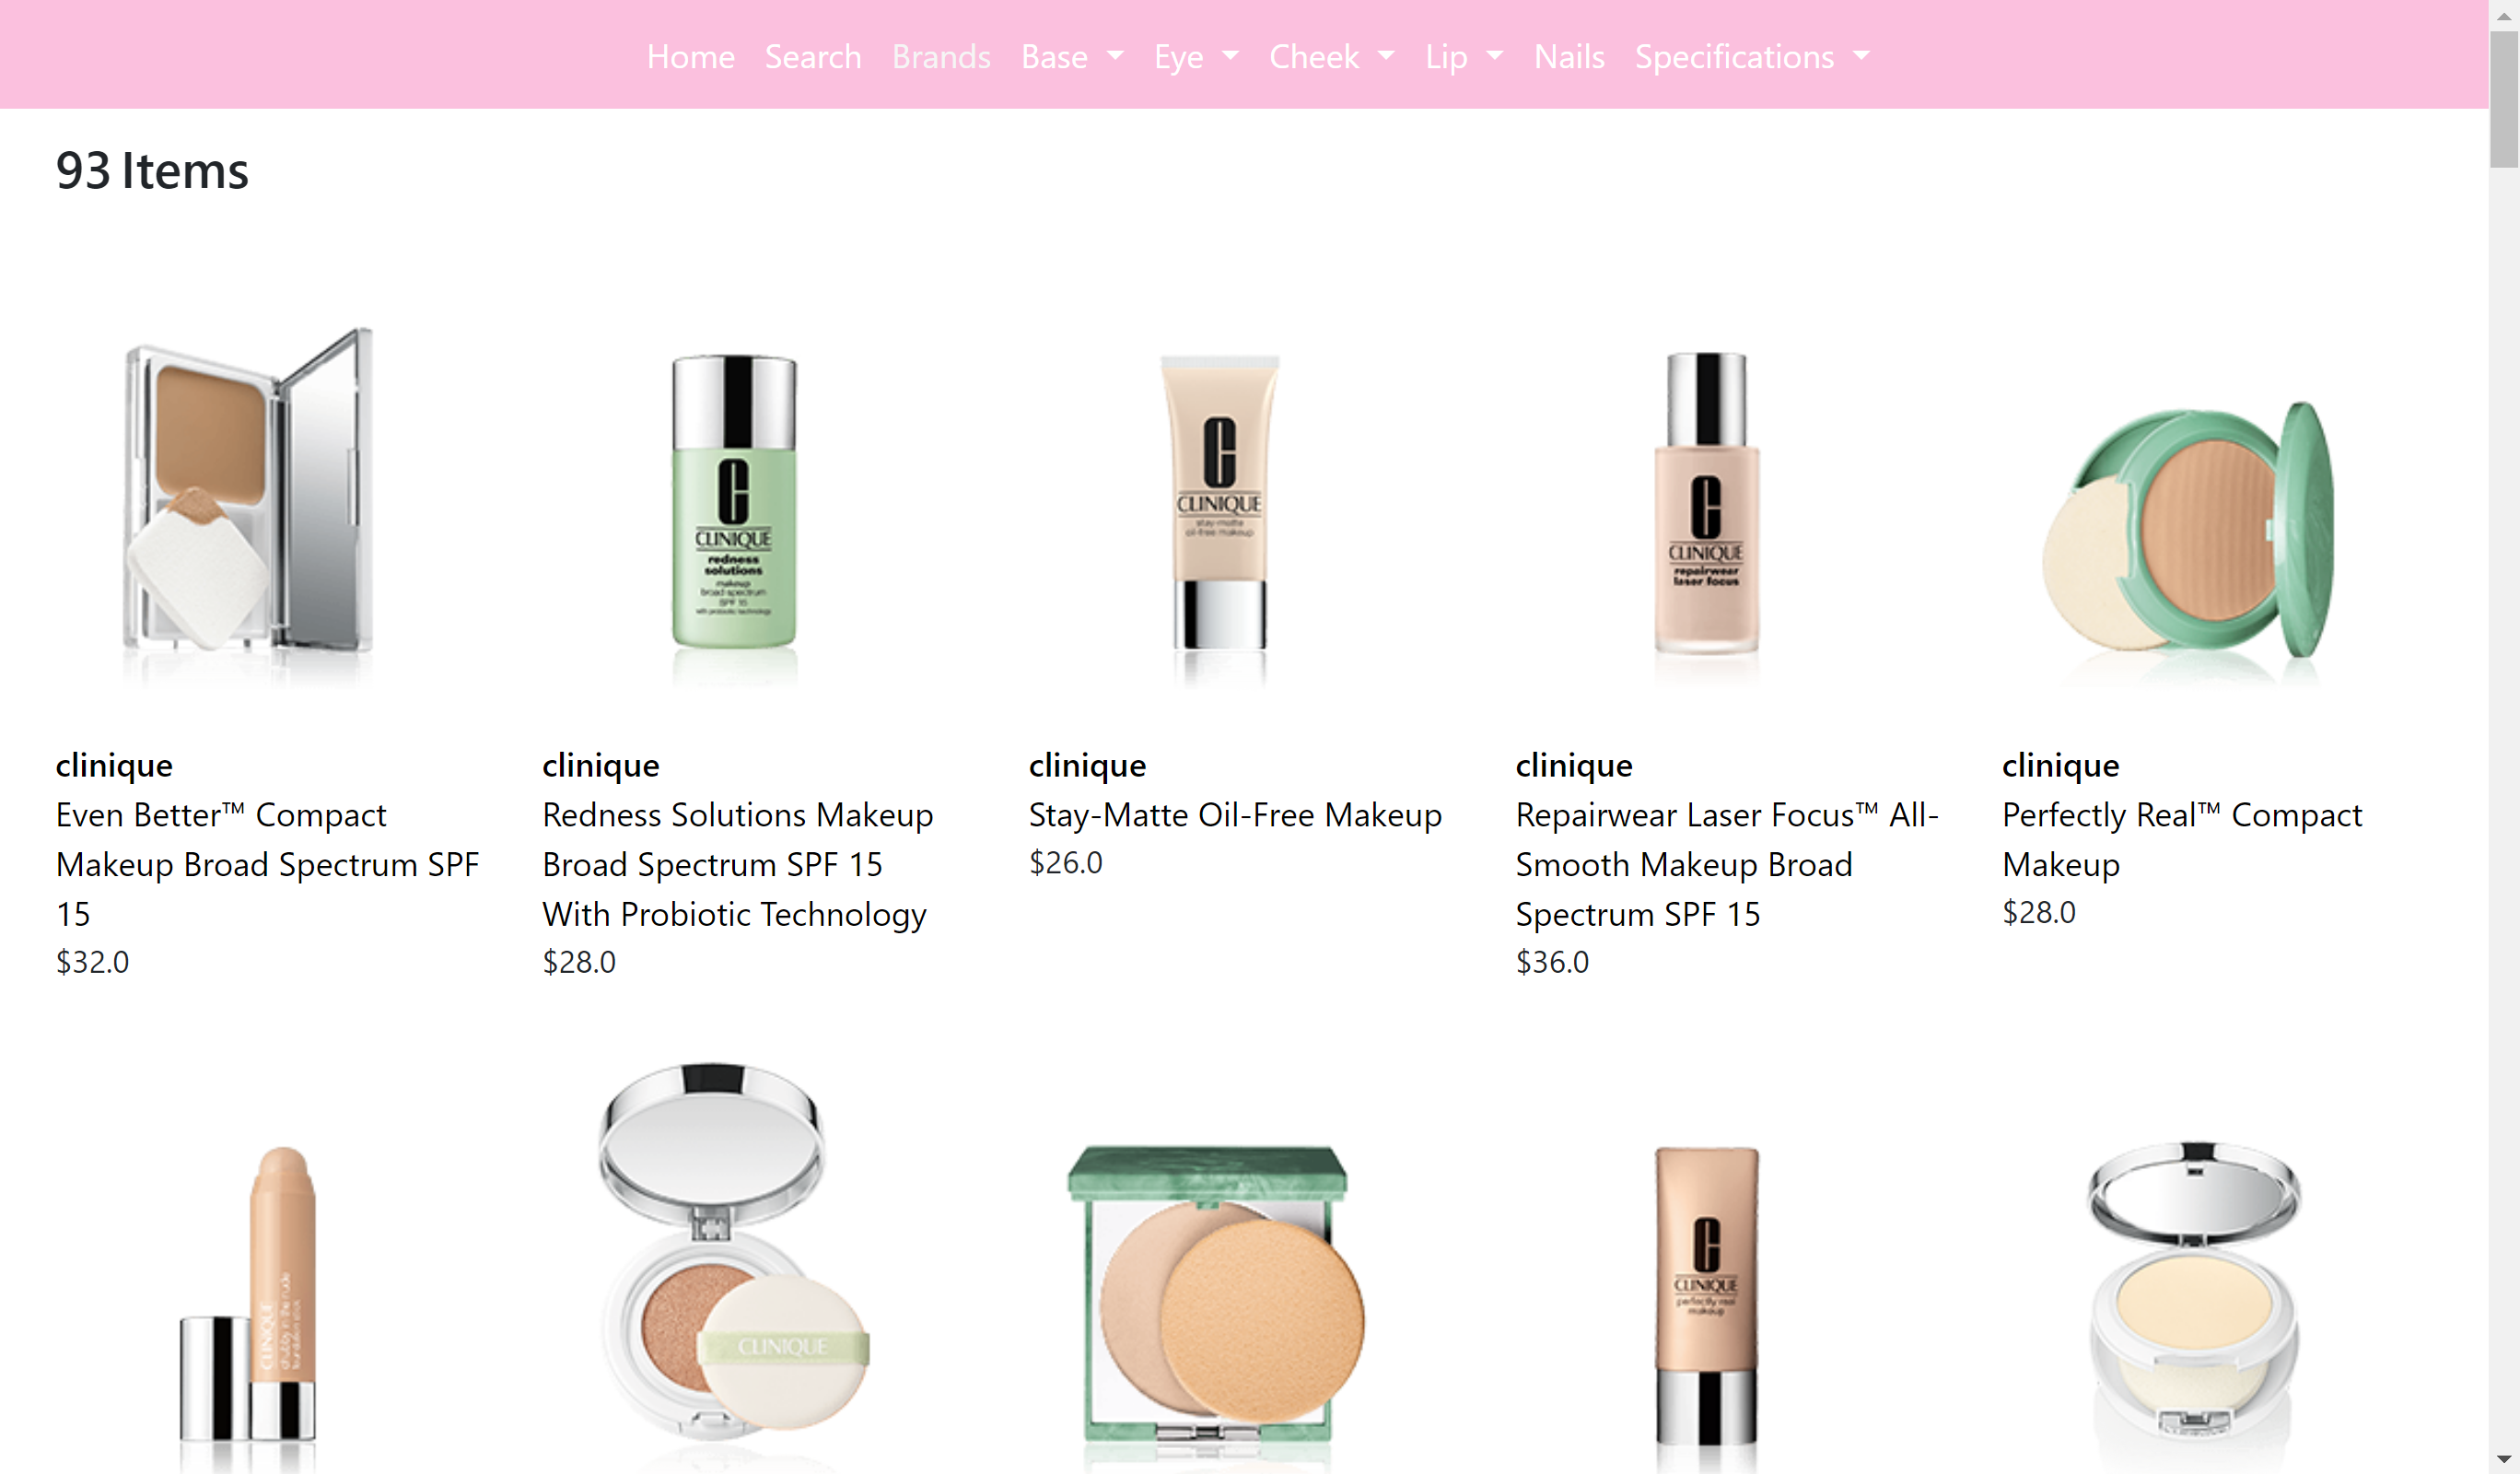 Home Search Brands Base Eye Cheek Lip Nails Specifications
93 Items
C
CLINIQUE
redness
solutions
makeup
broad spectrum
SPF 15
with probiotic technology
C
CLINIQUE
stay-matte
oil-free makeup
C
CLINIQUE
repairwear
laser focus
clinique
Even Better™ Compact
Makeup Broad Spectrum SPF
15
$32.0
clinique
Redness Solutions Makeup
Broad Spectrum SPF 15
With Probiotic Technology
$28.0
clinique
Stay-Matte Oil-Free Makeup
$26.0
clinique
Repairwear Laser Focus™ All-
Smooth Makeup Broad
Spectrum SPF 15
$36.0
clinique
Perfectly Real™ Compact
Makeup
$28.0
CLINIQUE
chubby in the nude
foundation stick
CLINIQUE
C
CLINIQUE
perfectly real
makeup